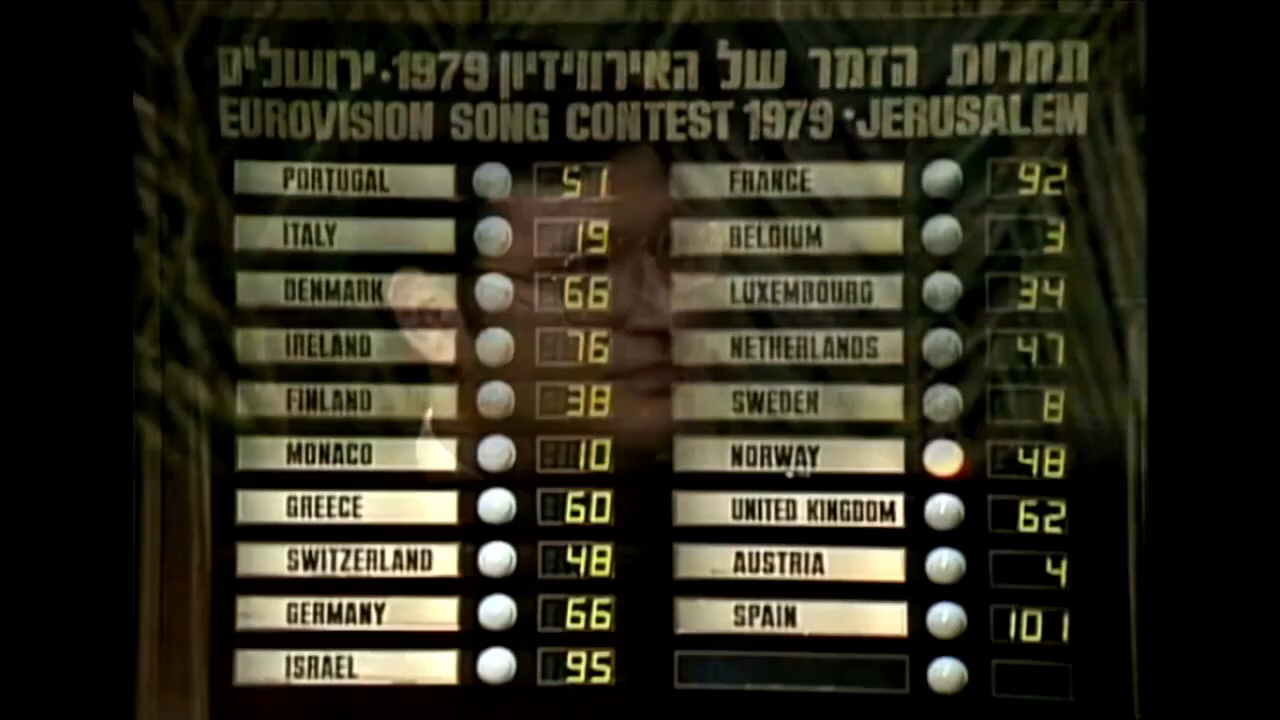 תחרות הזמר של האירוויזיון 1979 · ירושלים
EUROVISION SONG CONTEST 1979 · JERUSALEM
PORTUGAL 51 FRANCE 92
ITALY 19 BELGIUM 3
DENMARK 66 LUXEMBOURG 34
IRELAND 76 NETHERLANDS 47
FINLAND 38 SWEDEN 8
MONACO 10 NORWAY 48
GREECE 60 UNITED KINGDOM 62
SWITZERLAND 48 AUSTRIA 4
GERMANY 66 SPAIN 101
ISRAEL 95